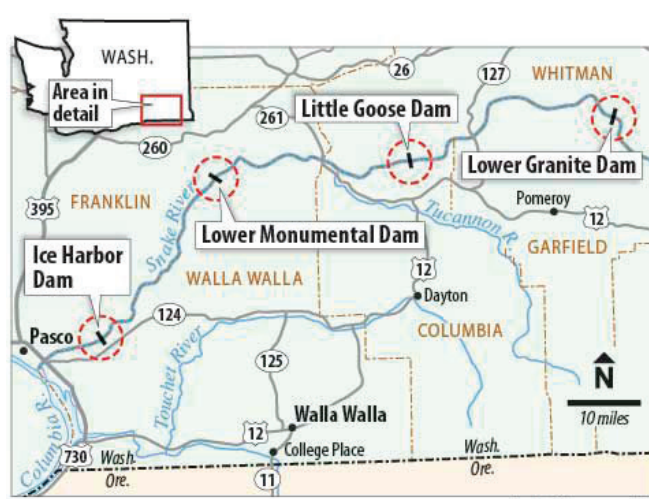 WASH.
Area in
detail
26
127
WHITMAN
Little Goose Dam
261
260
Lower Granite Dam
395
FRANKLIN
Snake River
Lower Monumental Dam
Tucannon R.
Pomeroy
12
GARFIELD
Ice Harbor
Dam
WALLA WALLA
12
Dayton
124
COLUMBIA
Pasco
Touchet River
125
N
10 miles
Columbia R.
Walla Walla
12
College Place
730
Wash.
Ore.
Wash.
Ore.
11